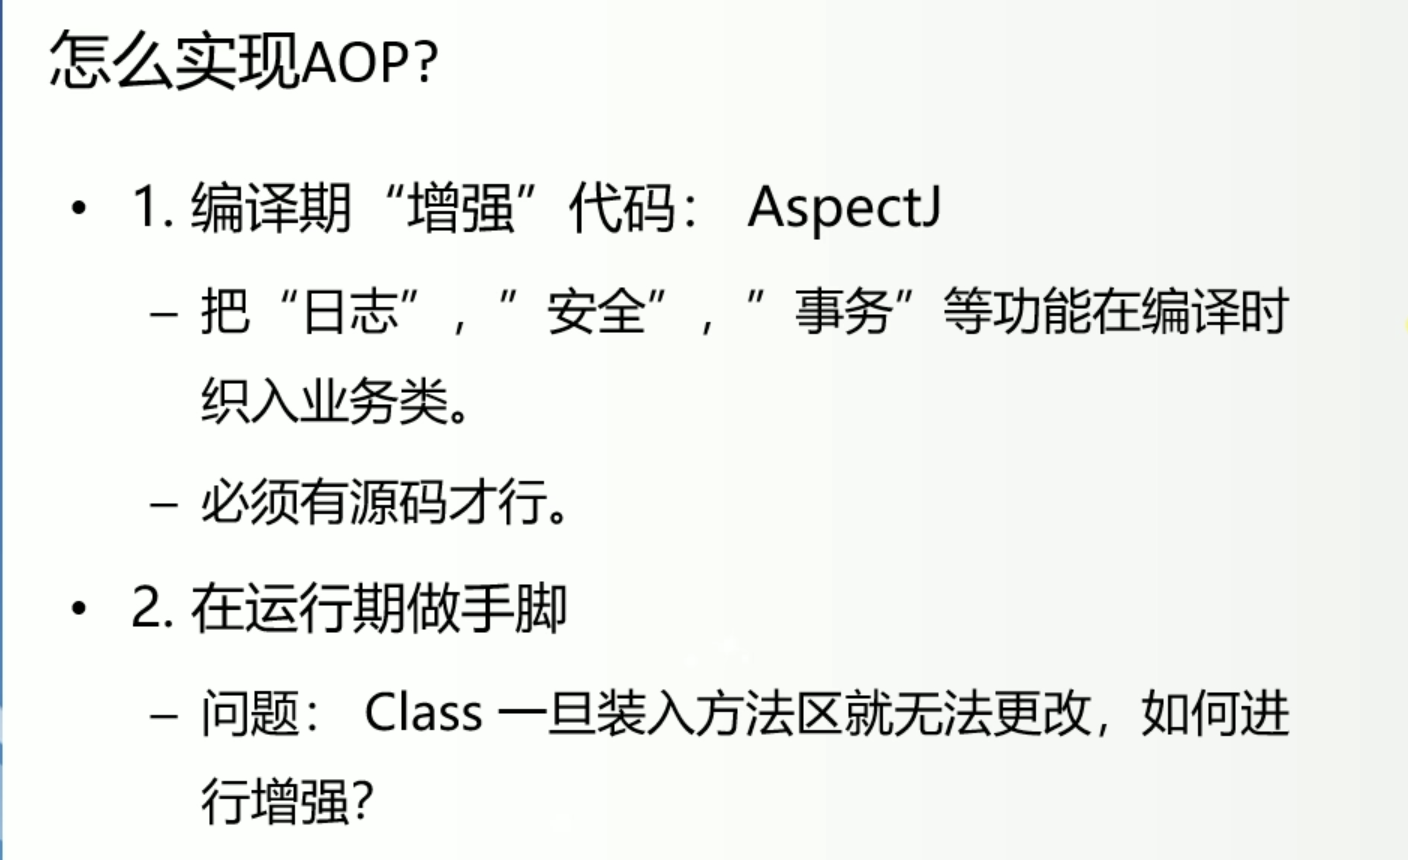 怎么实现AOP?
• 1. 编译期“增强”代码： AspectJ
– 把“日志”，”安全”，”事务”等功能在编译时
织入业务类。
– 必须有源码才行。
• 2. 在运行期做手脚
– 问题： Class 一旦装入方法区就无法更改，如何进
行增强?